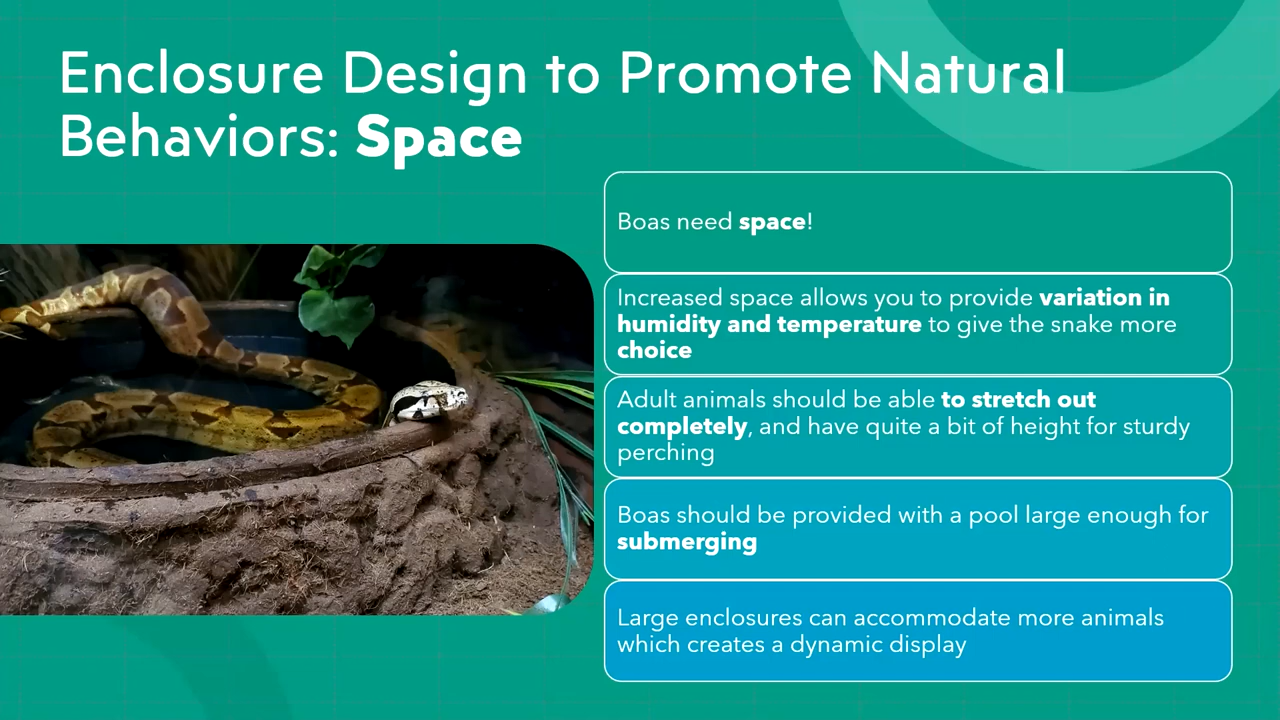 Enclosure Design to Promote Natural
Behaviors: Space
Boas need space!
Increased space allows you to provide variation in
humidity and temperature to give the snake more
choice
Adult animals should be able to stretch out
completely, and have quite a bit of height for sturdy
perching
Boas should be provided with a pool large enough for
submerging
Large enclosures can accommodate more animals
which creates a dynamic display